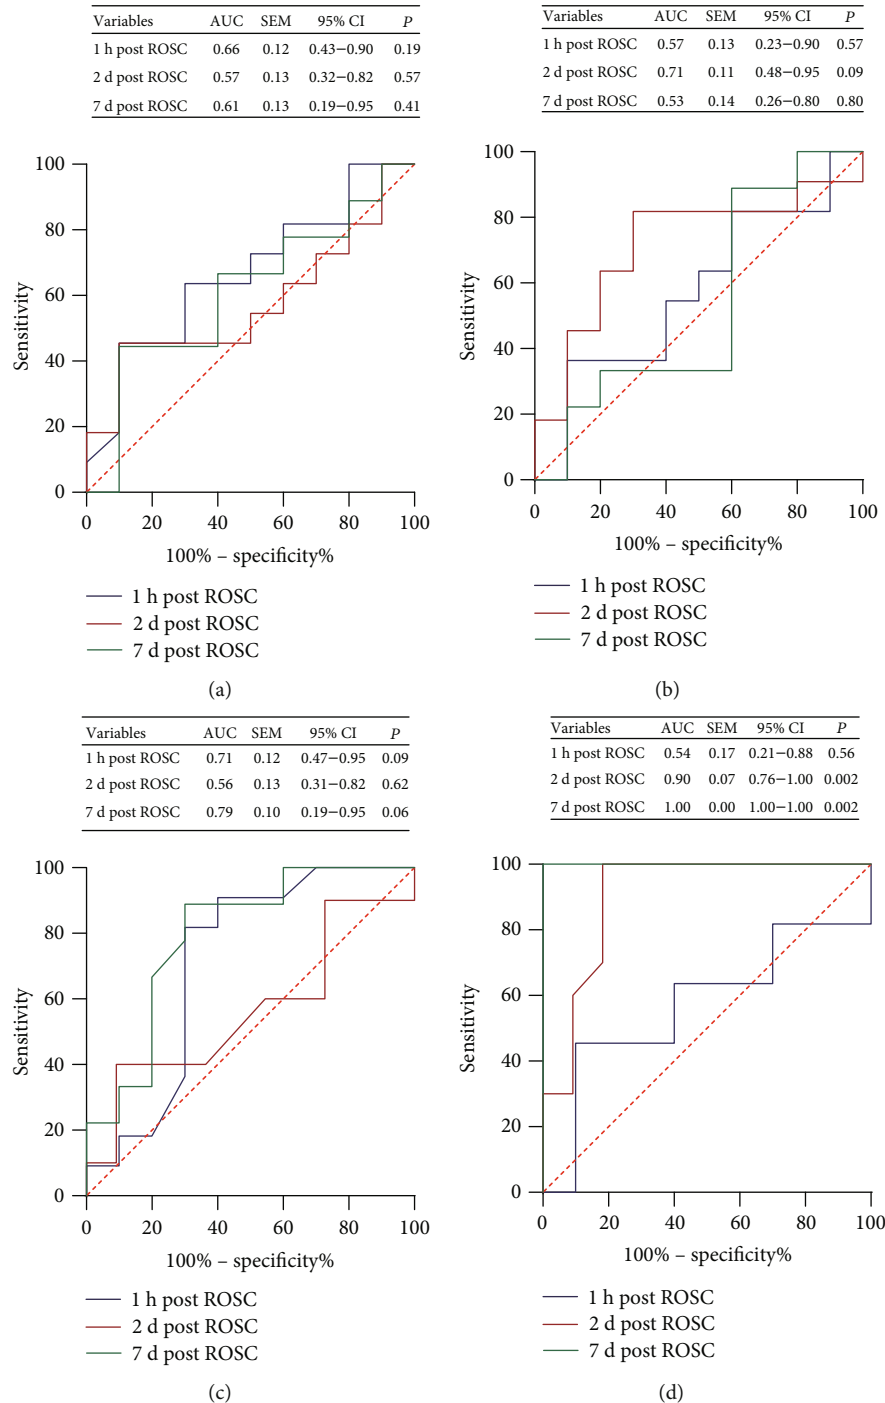 Variables AUC SEM 95% CI P
1 h post ROSC 0.66 0.12 0.43–0.90 0.19
2 d post ROSC 0.57 0.13 0.32–0.82 0.57
7 d post ROSC 0.61 0.13 0.19–0.95 0.41
100
80
60
40
20
0
Sensitivity
0 20 40 60 80 100
100% – specificity%
1 h post ROSC
2 d post ROSC
7 d post ROSC
(a)
Variables AUC SEM 95% CI P
1 h post ROSC 0.57 0.13 0.23–0.90 0.57
2 d post ROSC 0.71 0.11 0.48–0.95 0.09
7 d post ROSC 0.53 0.14 0.26–0.80 0.80
100
80
60
40
20
0
Sensitivity
0 20 40 60 80 100
100% – specificity%
1 h post ROSC
2 d post ROSC
7 d post ROSC
(b)
Variables AUC SEM 95% CI P
1 h post ROSC 0.71 0.12 0.47–0.95 0.09
2 d post ROSC 0.56 0.13 0.31–0.82 0.62
7 d post ROSC 0.79 0.10 0.19–0.95 0.06
100
80
60
40
20
0
Sensitivity
0 20 40 60 80 100
100% – specificity%
1 h post ROSC
2 d post ROSC
7 d post ROSC
(c)
Variables AUC SEM 95% CI P
1 h post ROSC 0.54 0.17 0.21–0.88 0.56
2 d post ROSC 0.90 0.07 0.76–1.00 0.002
7 d post ROSC 1.00 0.00 1.00–1.00 0.002
100
80
60
40
20
0
Sensitivity
0 20 40 60 80 100
100% – specificity%
1 h post ROSC
2 d post ROSC
7 d post ROSC
(d)